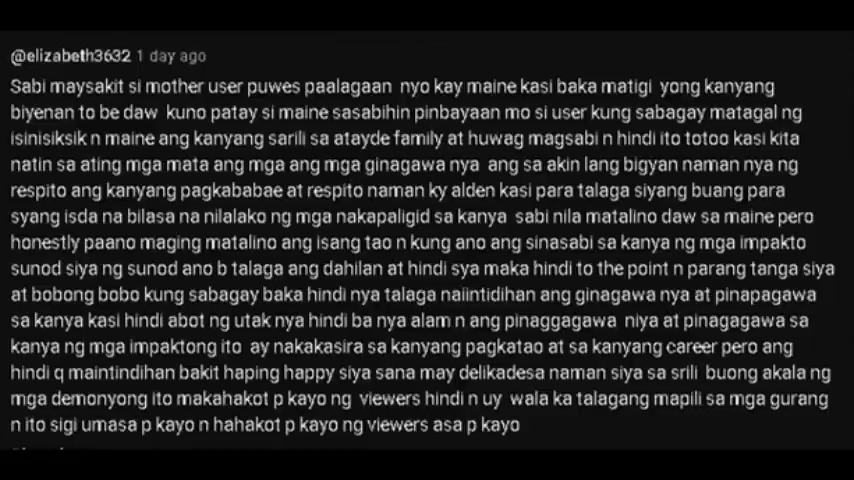 @elizabeth3632 1 day ago
Sabi maysakit si mother user puwes paalagaan nyo kay maine kasi baka matigi yong kanyang
biyenan to be daw kuno patay si maine sasabihin pinbayaan mo si user kung sabagay matagal ng
isinisiksik n maine ang kanyang sarili sa atayde family at huwag magsabi n hindi ito totoo kasi kita
natin sa ating mga mata ang mga ang mga ginagawa nya ang sa akin lang bigyan naman nya ng
respito ang kanyang pagkababae at respito naman ky alden kasi para talaga siyang buang para
syang isda na bilasa na nilalako ng mga nakapaligid sa kanya sabi nila matalino daw sa maine pero
honestly paano maging matalino ang isang tao n kung ano ang sinasabi sa kanya ng mga impakto
sunod siya ng sunod ano b talaga ang dahilan at hindi sya maka hindi to the point n parang tanga siya
at bobong bobo kung sabagay baka hindi nya talaga naiintidihan ang ginagawa nya at pinapagawa
sa kanya kasi hindi abot ng utak nya hindi ba nya alam n ang pinaggagawa niya at pinagagawa sa
kanya ng mga impaktong ito ay nakakasira sa kanyang pagkatao at sa kanyang career pero ang
hindi q maintindihan bakit haping happy siya sana may delikadesa naman siya sa srili buong akala ng
mga demonyong ito makahakot p kayo ng viewers hindi n uy wala ka talagang mapili sa mga gurang
n ito sigi umasa p kayo n hahakot p kayo ng viewers asa p kayo